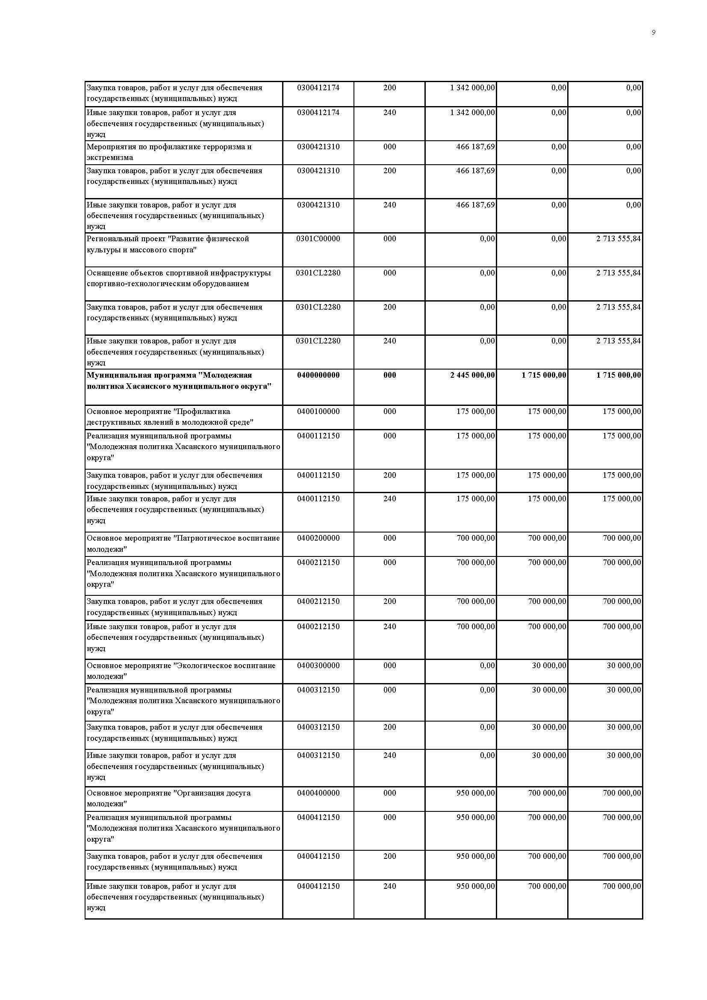 9
Закупка товаров, работ и услуг для обеспечения 0300412174 200 1 342 000,00 0,00 0,00
государственных (муниципальных) нужд
Иные закупки товаров, работ и услуг для 0300412174 240 1 342 000,00 0,00 0,00
обеспечения государственных (муниципальных)
нужд
Мероприятия по профилактике терроризма и 0300421310 000 466 187,69 0,00 0,00
экстремизма
Закупка товаров, работ и услуг для обеспечения 0300421310 200 466 187,69 0,00 0,00
государственных (муниципальных) нужд
Иные закупки товаров, работ и услуг для 0300421310 240 466 187,69 0,00 0,00
обеспечения государственных (муниципальных)
нужд
Региональный проект "Развитие физической 0301C00000 000 0,00 0,00 2 713 555,84
культуры и массового спорта"
Оснащение объектов спортивной инфраструктуры 0301CL2280 000 0,00 0,00 2 713 555,84
спортивно-технологическим оборудованием
Закупка товаров, работ и услуг для обеспечения 0301CL2280 200 0,00 0,00 2 713 555,84
государственных (муниципальных) нужд
Иные закупки товаров, работ и услуг для 0301CL2280 240 0,00 0,00 2 713 555,84
обеспечения государственных (муниципальных)
нужд
Муниципальная программа "Молодежная 0400000000 000 2 445 000,00 1 715 000,00 1 715 000,00
политика Хасанского муниципального округа"
Основное мероприятие "Профилактика 0400100000 000 175 000,00 175 000,00 175 000,00
деструктивных явлений в молодежной среде"
Реализация муниципальной программы 0400112150 000 175 000,00 175 000,00 175 000,00
"Молодежная политика Хасанского муниципального
округа"
Закупка товаров, работ и услуг для обеспечения 0400112150 200 175 000,00 175 000,00 175 000,00
государственных (муниципальных) нужд
Иные закупки товаров, работ и услуг для 0400112150 240 175 000,00 175 000,00 175 000,00
обеспечения государственных (муниципальных)
нужд
Основное мероприятие "Патриотическое воспитание 0400200000 000 700 000,00 700 000,00 700 000,00
молодежи"
Реализация муниципальной программы 0400212150 000 700 000,00 700 000,00 700 000,00
"Молодежная политика Хасанского муниципального
округа"
Закупка товаров, работ и услуг для обеспечения 0400212150 200 700 000,00 700 000,00 700 000,00
государственных (муниципальных) нужд
Иные закупки товаров, работ и услуг для 0400212150 240 700 000,00 700 000,00 700 000,00
обеспечения государственных (муниципальных)
нужд
Основное мероприятие "Экологическое воспитание 0400300000 000 0,00 30 000,00 30 000,00
молодежи"
Реализация муниципальной программы 0400312150 000 0,00 30 000,00 30 000,00
"Молодежная политика Хасанского муниципального
округа"
Закупка товаров, работ и услуг для обеспечения 0400312150 200 0,00 30 000,00 30 000,00
государственных (муниципальных) нужд
Иные закупки товаров, работ и услуг для 0400312150 240 0,00 30 000,00 30 000,00
обеспечения государственных (муниципальных)
нужд
Основное мероприятие "Организация досуга 0400400000 000 950 000,00 700 000,00 700 000,00
молодежи"
Реализация муниципальной программы 0400412150 000 950 000,00 700 000,00 700 000,00
"Молодежная политика Хасанского муниципального
округа"
Закупка товаров, работ и услуг для обеспечения 0400412150 200 950 000,00 700 000,00 700 000,00
государственных (муниципальных) нужд
Иные закупки товаров, работ и услуг для 0400412150 240 950 000,00 700 000,00 700 000,00
обеспечения государственных (муниципальных)
нужд